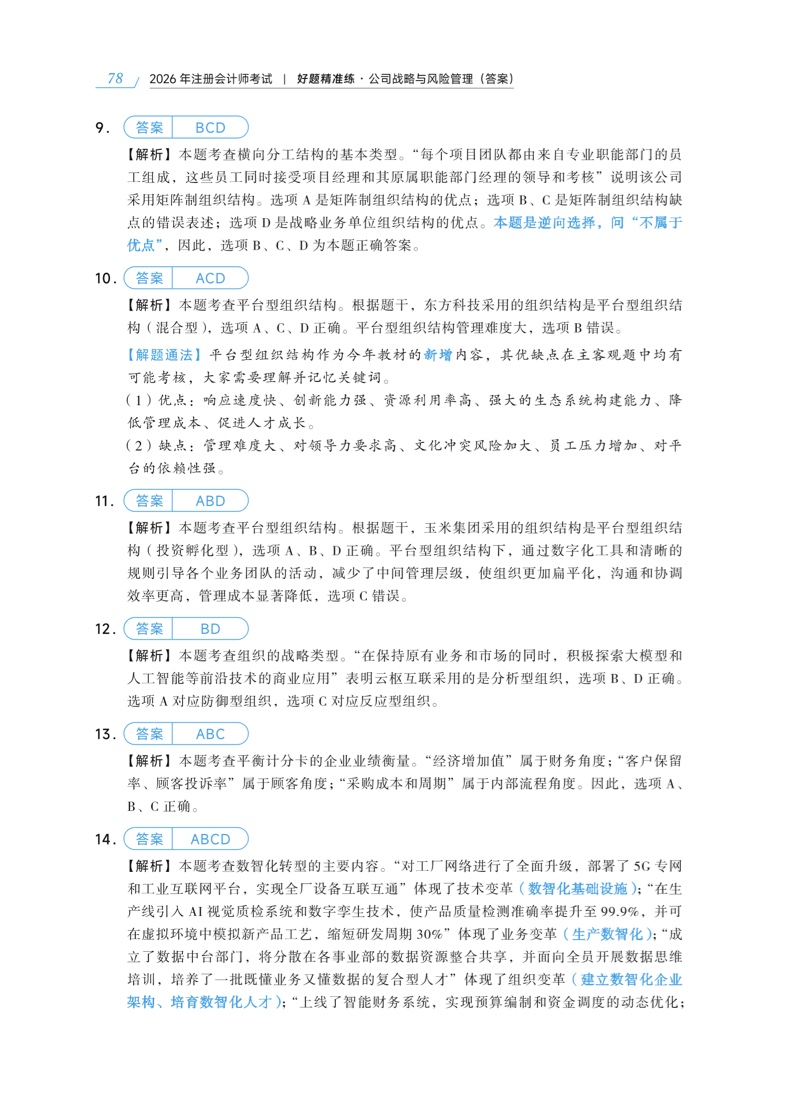 78 2026 年注册会计师考试 | 好题精准练·公司战略与风险管理（答案）
9. 答案 BCD
【解析】本题考查横向分工结构的基本类型。“每个项目团队都由来自专业职能部门的员
工组成，这些员工同时接受项目经理和其原属职能部门经理的领导和考核”说明该公司
采用矩阵制组织结构。选项 A 是矩阵制组织结构的优点；选项 B、C 是矩阵制组织结构缺
点的错误表述；选项 D 是战略业务单位组织结构的优点。本题是逆向选择，问“不属于
优点”，因此，选项 B、C、D 为本题正确答案。
10. 答案 ACD
【解析】本题考查平台型组织结构。根据题干，东方科技采用的组织结构是平台型组织结
构（混合型），选项 A、C、D 正确。平台型组织结构管理难度大，选项 B 错误。
【解题通法】平台型组织结构作为今年教材的新增内容，其优缺点在主客观题中均有
可能考核，大家需要理解并记忆关键词。
（1）优点：响应速度快、创新能力强、资源利用率高、强大的生态系统构建能力、降
低管理成本、促进人才成长。
（2）缺点：管理难度大、对领导力要求高、文化冲突风险加大、员工压力增加、对平
台的依赖性强。
11. 答案 ABD
【解析】本题考查平台型组织结构。根据题干，玉米集团采用的组织结构是平台型组织结
构（投资孵化型），选项 A、B、D 正确。平台型组织结构下，通过数字化工具和清晰的
规则引导各个业务团队的活动，减少了中间管理层级，使组织更加扁平化，沟通和协调
效率更高，管理成本显著降低，选项 C 错误。
12. 答案 BD
【解析】本题考查组织的战略类型。“在保持原有业务和市场的同时，积极探索大模型和
人工智能等前沿技术的商业应用”表明云枢互联采用的是分析型组织，选项 B、D 正确。
选项 A 对应防御型组织，选项 C 对应反应型组织。
13. 答案 ABC
【解析】本题考查平衡计分卡的企业业绩衡量。“经济增加值”属于财务角度；“客户保留
率、顾客投诉率”属于顾客角度；“采购成本和周期”属于内部流程角度。因此，选项 A、
B、C 正确。
14. 答案 ABCD
【解析】本题考查数智化转型的主要内容。“对工厂网络进行了全面升级，部署了 5G 专网
和工业互联网平台，实现全厂设备互联互通”体现了技术变革（数智化基础设施）；“在生
产线引入 AI 视觉质检系统和数字孪生技术，使产品质量检测准确率提升至 99.9%，并可
在虚拟环境中模拟新产品工艺，缩短研发周期 30%”体现了业务变革（生产数智化）；“成
立了数据中台部门，将分散在各事业部的数据资源整合共享，并面向全员开展数据思维
培训，培养了一批既懂业务又懂数据的复合型人才”体现了组织变革（建立数智化企业
架构、培育数智化人才）；“上线了智能财务系统，实现预算编制和资金调度的动态优化；